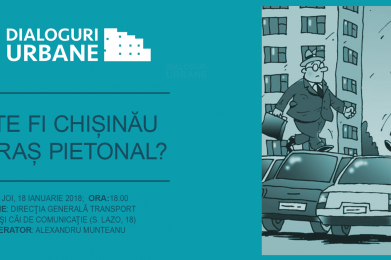 DIALOGURI
URBANE
TE FI CHIȘINĂU
RAȘ PIETONAL?
JOI, 18 IANUARIE 2018; ORA:18:00
E: DIRECȚIA GENERALĂ TRANSPORT
ȘI CĂI DE COMUNICAȚIE (S. LAZO, 18)
ERATOR: ALEXANDRU MUNTEANU